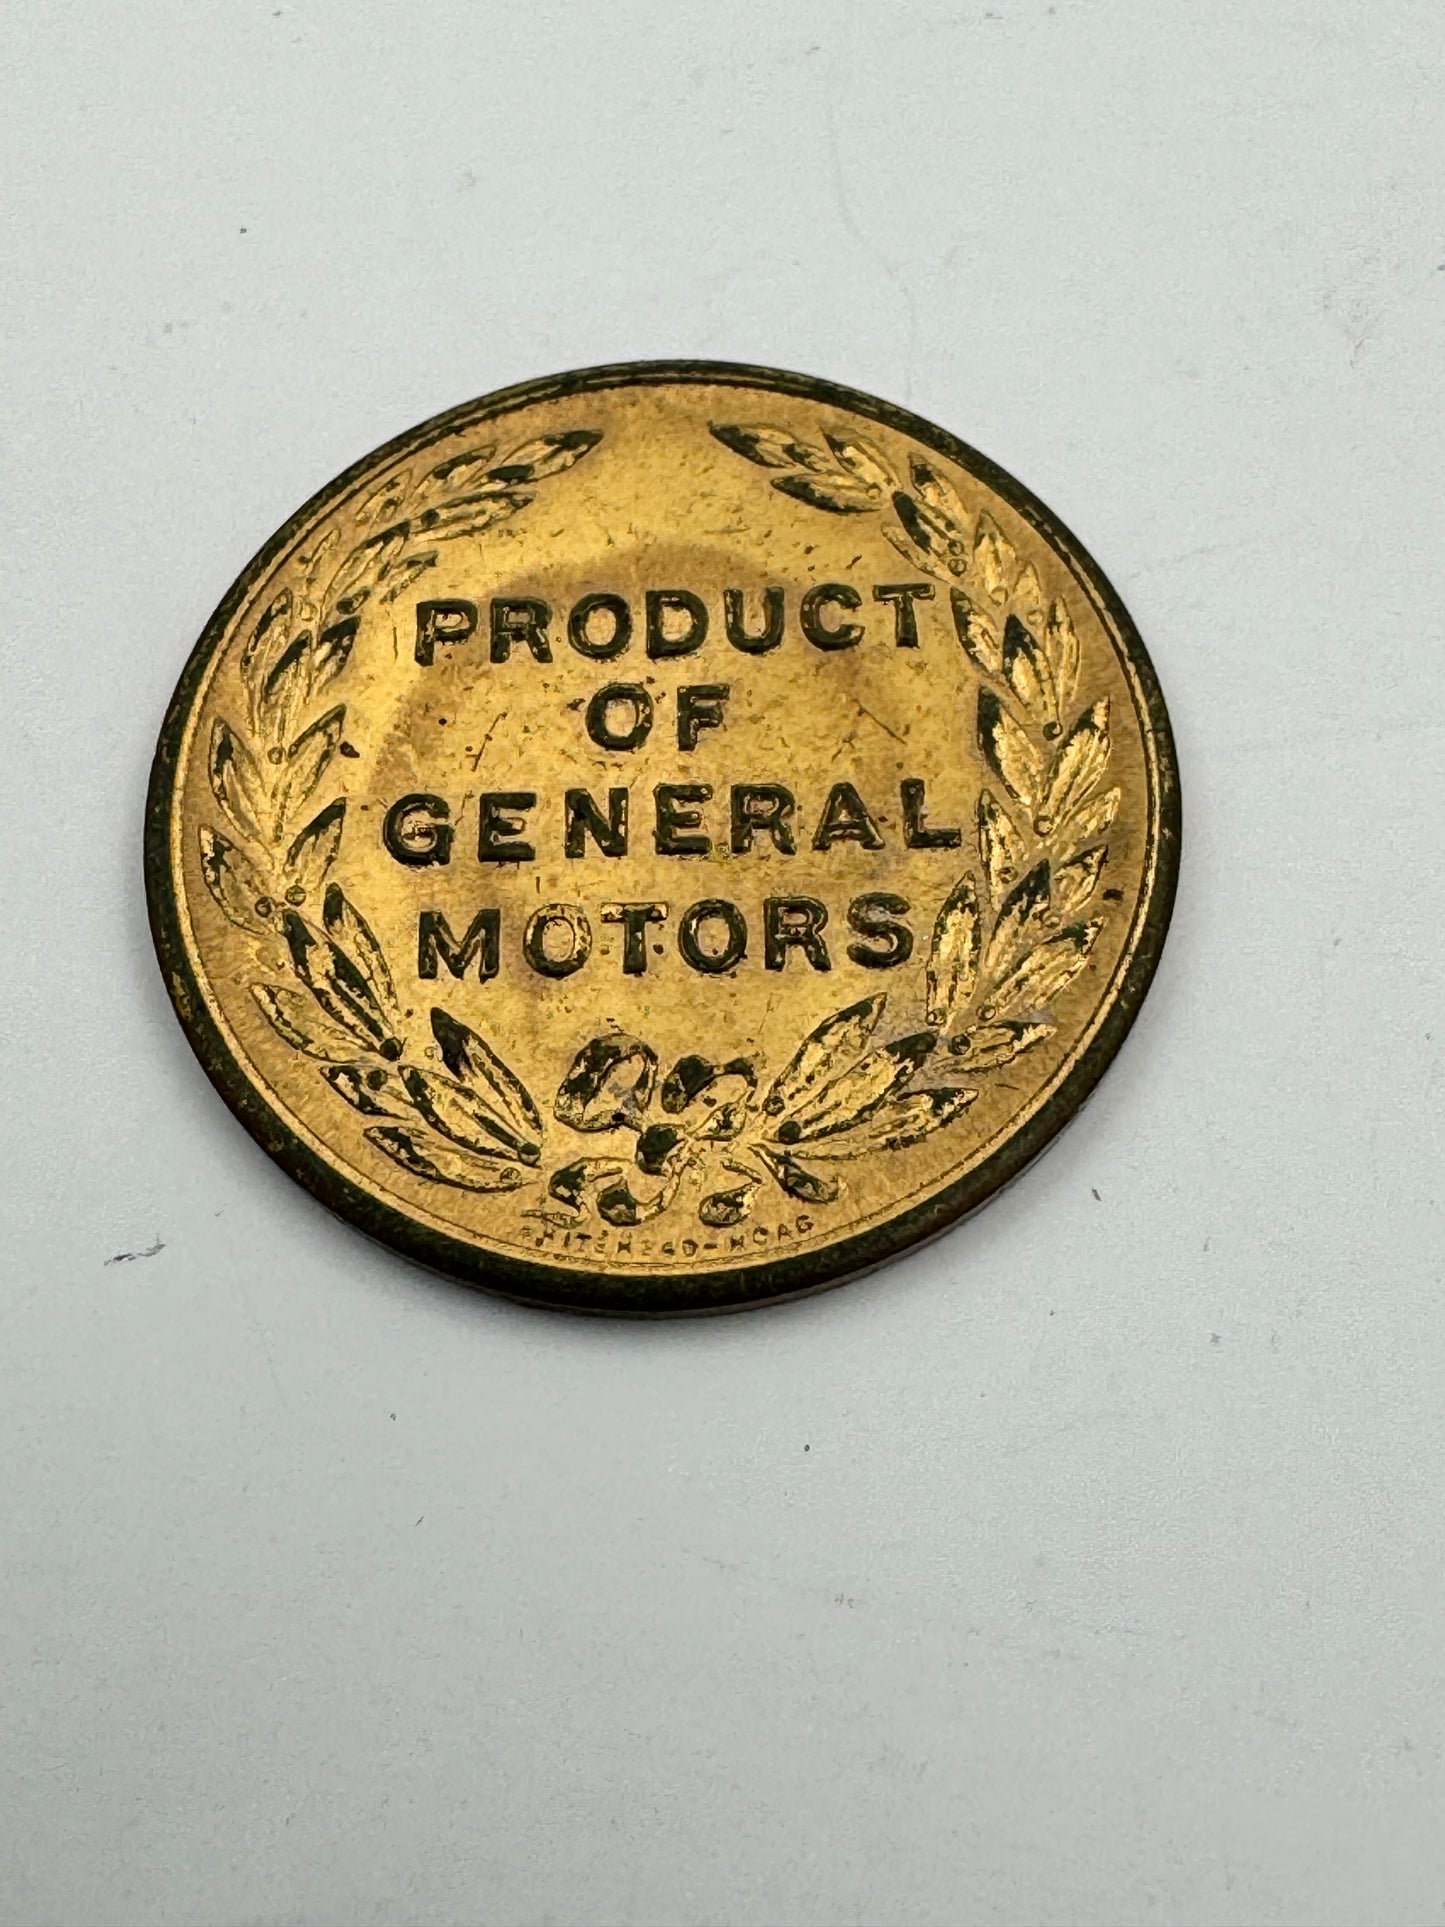 PRODUCT
OF
GENERAL
MOTORS
WHITEHEAD-HOAG